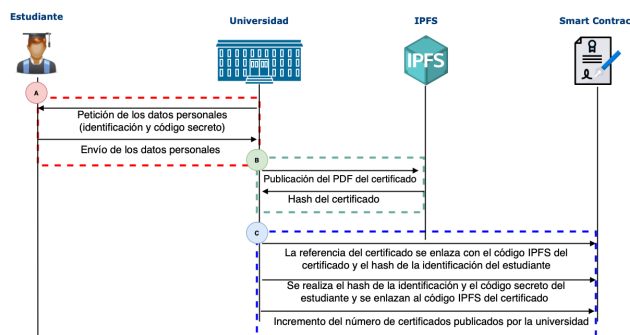 Estudiante
Universidad
IPFS
Smart Contrac
IPFS
A
Petición de los datos personales
(identificación y código secreto)
Envío de los datos personales
B
Publicación del PDF del certificado
Hash del certificado
C
La referencia del certificado se enlaza con el código IPFS del
certificado y el hash de la identificación del estudiante
Se realiza el hash de la identificación y el código secreto del
estudiante y se enlazan al código IPFS del certificado
Incremento del número de certificados publicados por la universidad